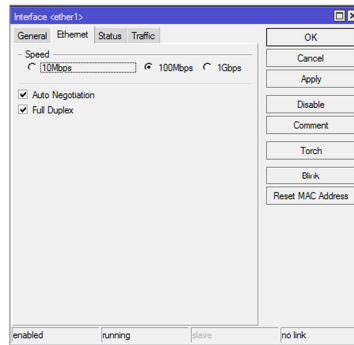 Interface <ether1>
General Ethernet Status Traffic
Speed
10Mbps 100Mbps 1Gbps
Auto Negotiation
Full Duplex
OK
Cancel
Apply
Disable
Comment
Torch
Blink
Reset MAC Address
enabled running slave no link